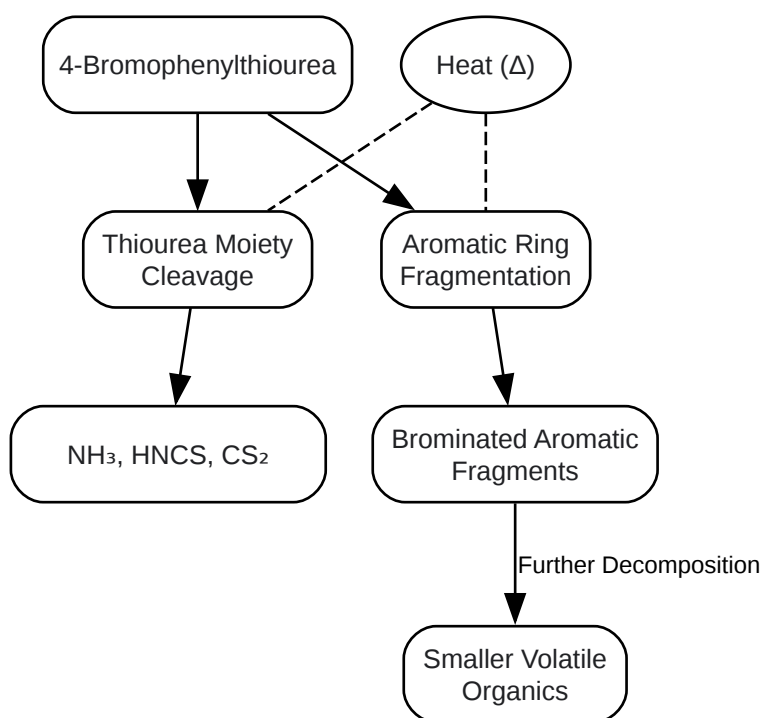 4-Bromophenylthiourea
Heat (Δ)
Thiourea Moiety
Cleavage
Aromatic Ring
Fragmentation
NH₃, HNCS, CS₂
Brominated Aromatic
Fragments
Further Decomposition
Smaller Volatile
Organics